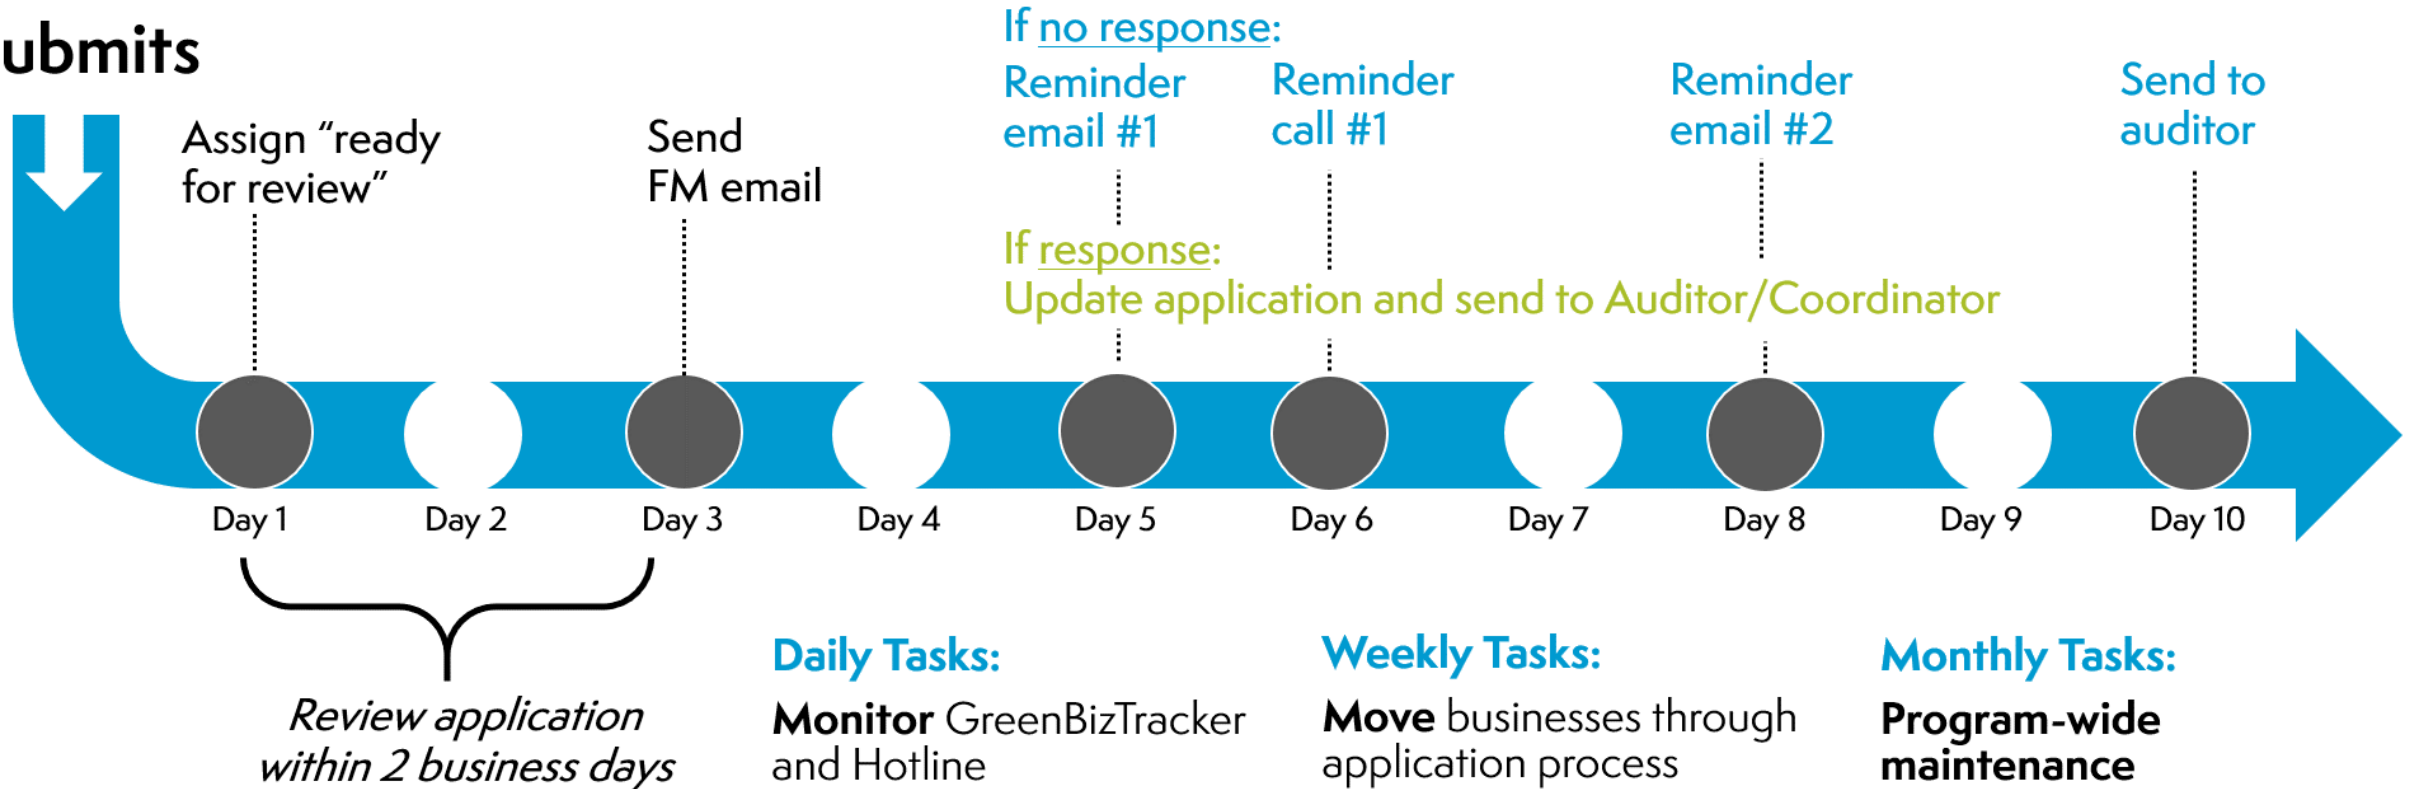 ubmits
Assign “ready
for review”
Send
FM email
If no response:
Reminder
email #1
Reminder
call #1
Reminder
email #2
Send to
auditor
If response:
Update application and send to Auditor/Coordinator
Day 1
Day 2
Day 3
Day 4
Day 5
Day 6
Day 7
Day 8
Day 9
Day 10
Review application
within 2 business days
Daily Tasks:
Monitor GreenBizTracker
and Hotline
Weekly Tasks:
Move businesses through
application process
Monthly Tasks:
Program-wide
maintenance